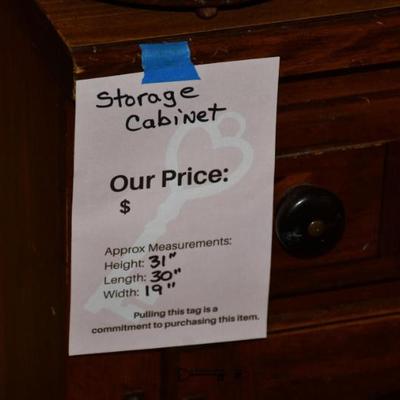 Storage
Cabinet
Our Price:
$
Approx Measurements:
Height: 31"
Length: 30"
Width: 19"
Pulling this tag is a
commitment to purchasing this item.